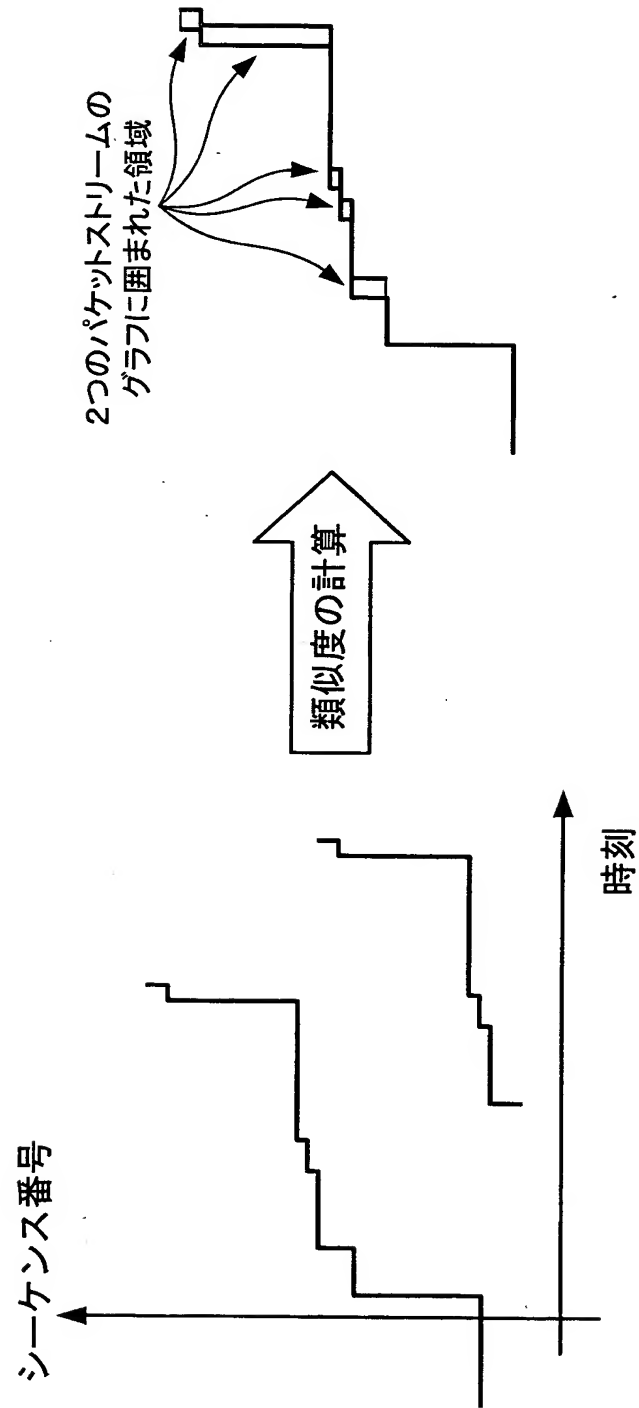 シーケンス番号
時刻
類似度の計算
2つのパケットストリームの
グラフに囲まれた領域